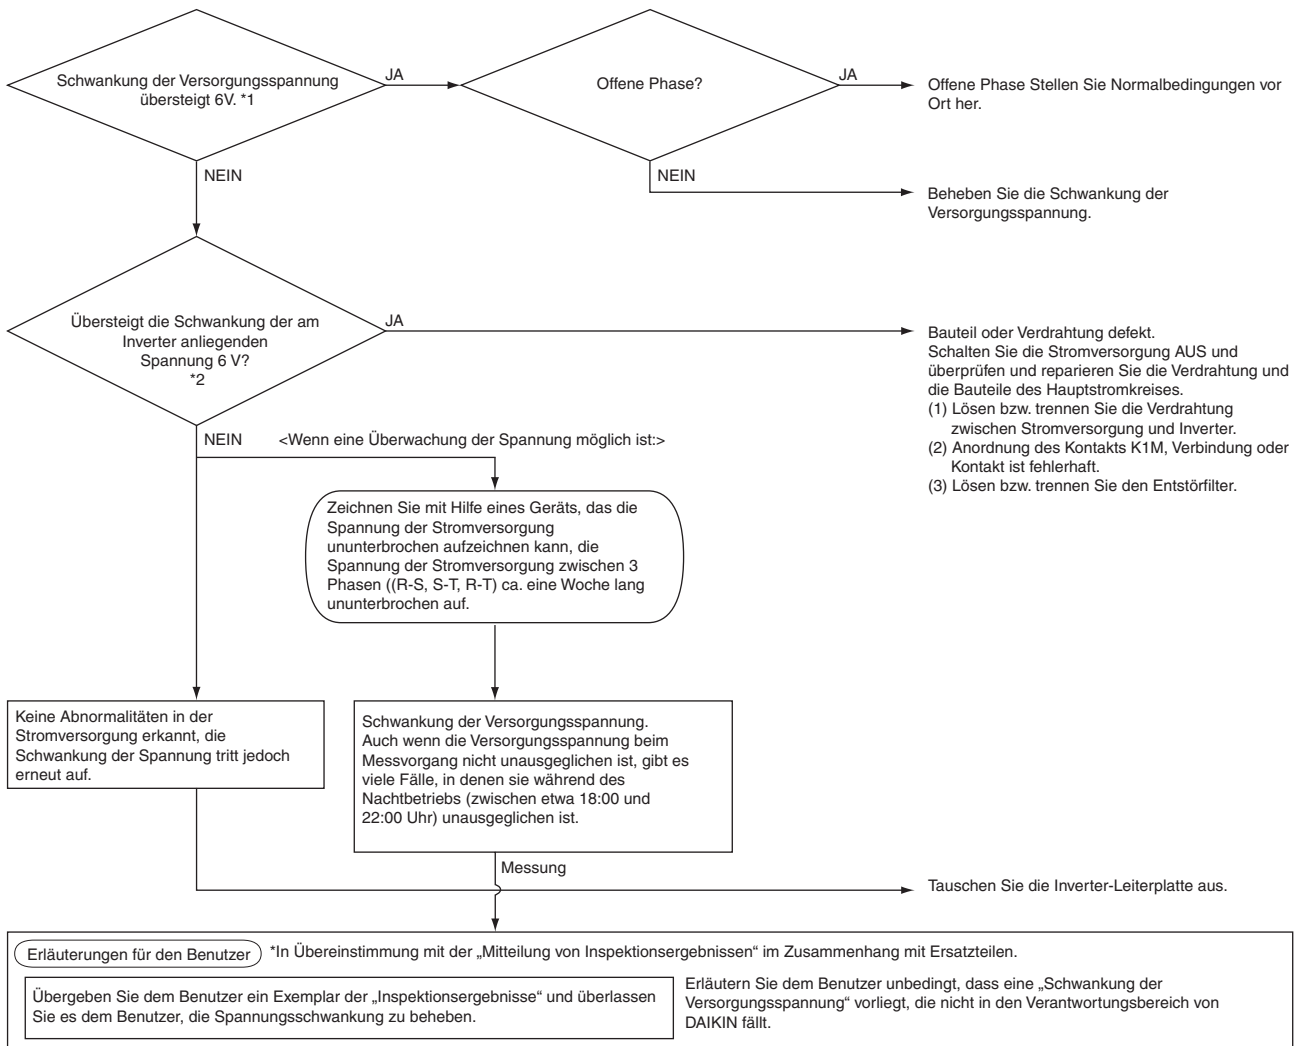 Schwankung der Versorgungsspannung
übersteigt 6V. *1
JA
Offene Phase?
JA
Offene Phase Stellen Sie Normalbedingungen vor
Ort her.
NEIN
NEIN
Beheben Sie die Schwankung der
Versorgungsspannung.
Übersteigt die Schwankung der am
Inverter anliegenden
Spannung 6 V?
*2
JA
Bauteil oder Verdrahtung defekt.
Schalten Sie die Stromversorgung AUS und
überprüfen und reparieren Sie die Verdrahtung und
die Bauteile des Hauptstromkreises.
(1) Lösen bzw. trennen Sie die Verdrahtung
zwischen Stromversorgung und Inverter.
(2) Anordnung des Kontakts K1M, Verbindung oder
Kontakt ist fehlerhaft.
(3) Lösen bzw. trennen Sie den Entstörfilter.
NEIN
<Wenn eine Überwachung der Spannung möglich ist:>
Zeichnen Sie mit Hilfe eines Geräts, das die
Spannung der Stromversorgung
ununterbrochen aufzeichnen kann, die
Spannung der Stromversorgung zwischen 3
Phasen ((R-S, S-T, R-T) ca. eine Woche lang
ununterbrochen auf.
Keine Abnormalitäten in der
Stromversorgung erkannt, die
Schwankung der Spannung tritt jedoch
erneut auf.
Schwankung der Versorgungsspannung.
Auch wenn die Versorgungsspannung beim
Messvorgang nicht unausgeglichen ist, gibt es
viele Fälle, in denen sie während des
Nachtbetriebs (zwischen etwa 18:00 und
22:00 Uhr) unausgeglichen ist.
Messung
Tauschen Sie die Inverter-Leiterplatte aus.
Erläuterungen für den Benutzer
*In Übereinstimmung mit der „Mitteilung von Inspektionsergebnissen“ im Zusammenhang mit Ersatzteilen.
Übergeben Sie dem Benutzer ein Exemplar der „Inspektionsergebnisse“ und überlassen
Sie es dem Benutzer, die Spannungsschwankung zu beheben.
Erläutern Sie dem Benutzer unbedingt, dass eine „Schwankung der
Versorgungsspannung“ vorliegt, die nicht in den Verantwortungsbereich von
DAIKIN fällt.